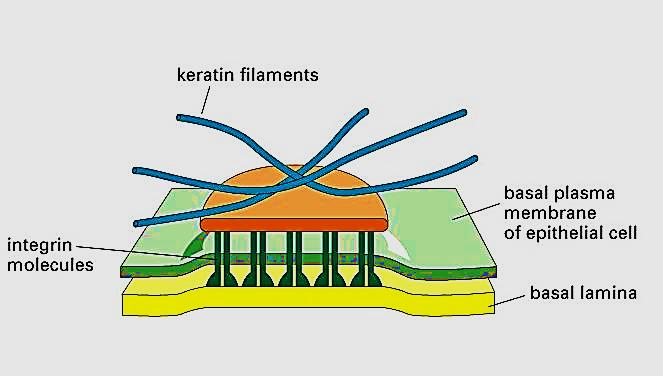 keratin filaments
basal plasma
membrane
of epithelial cell
integrin
molecules
basal lamina